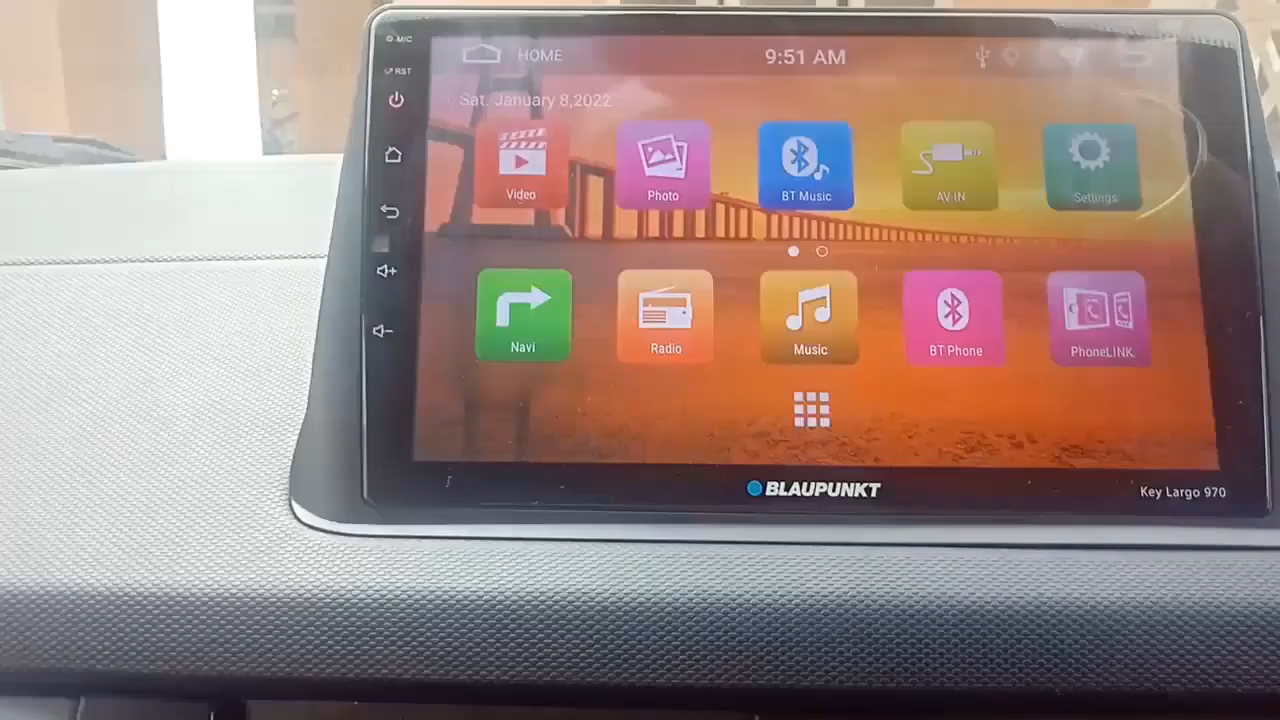 MIC
RST
HOME
9:51 AM
Sat. January 8,2022
Video
Photo
BT Music
AV-IN
Settings
Navi
Radio
Music
BT Phone
PhoneLINK
BLAUPUNKT
Key Largo 970